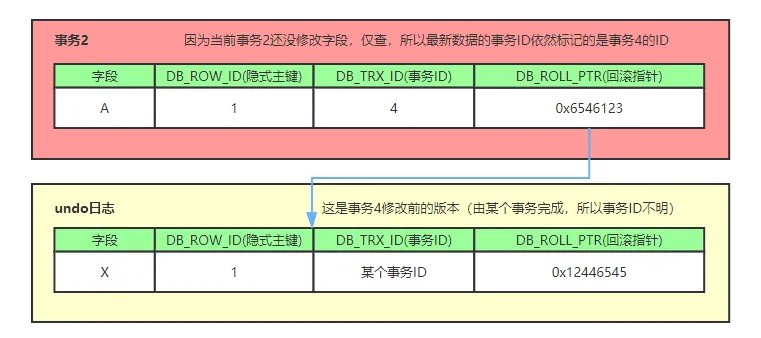 事务2 因为当前事务2还没修改字段，仅查，所以最新数据的事务ID依然标记的是事务4的ID
字段 DB_ROW_ID(隐式主键) DB_TRX_ID(事务ID) DB_ROLL_PTR(回滚指针)
A 1 4 0x6546123
undo日志 这是事务4修改前的版本（由某个事务完成，所以事务ID不明）
字段 DB_ROW_ID(隐式主键) DB_TRX_ID(事务ID) DB_ROLL_PTR(回滚指针)
X 1 某个事务ID 0x12446545